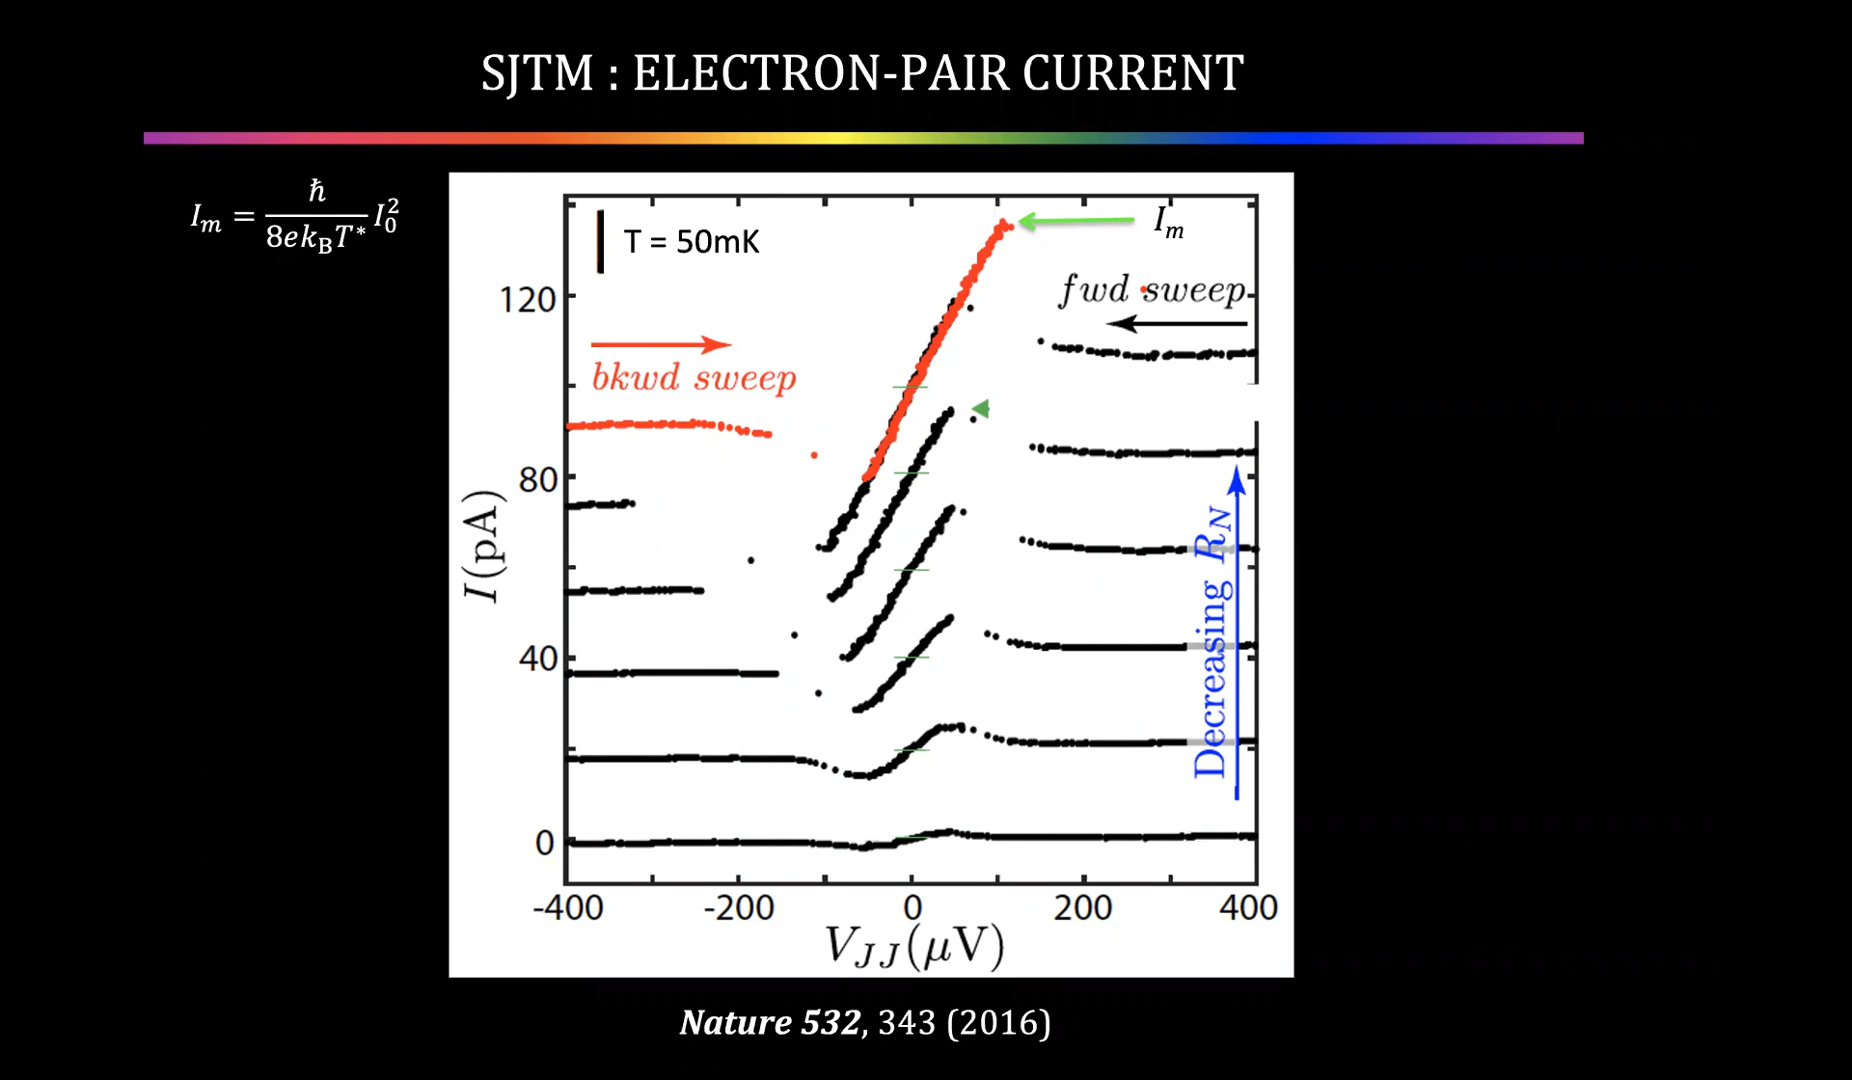 SJTM : ELECTRON-PAIR CURRENT
I_m = ħ / 8ek_BT* I_0^2
T = 50mK
I_m
fwd sweep
bkwd sweep
120
80
40
0
I(pA)
Decreasing R_N
-400 -200 0 200 400
V_JJ(μV)
Nature 532, 343 (2016)